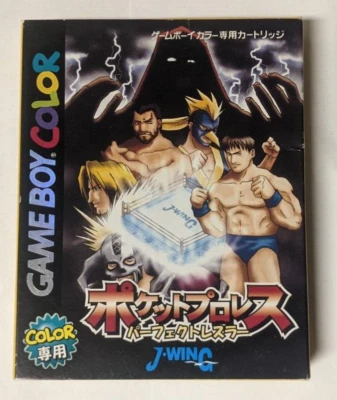 ゲームボーイカラー専用カートリッジ
GAME BOY COLOR
J-WING
ポケットプロレス
パーフェクトレスラー
COLOR
専用
J-WING